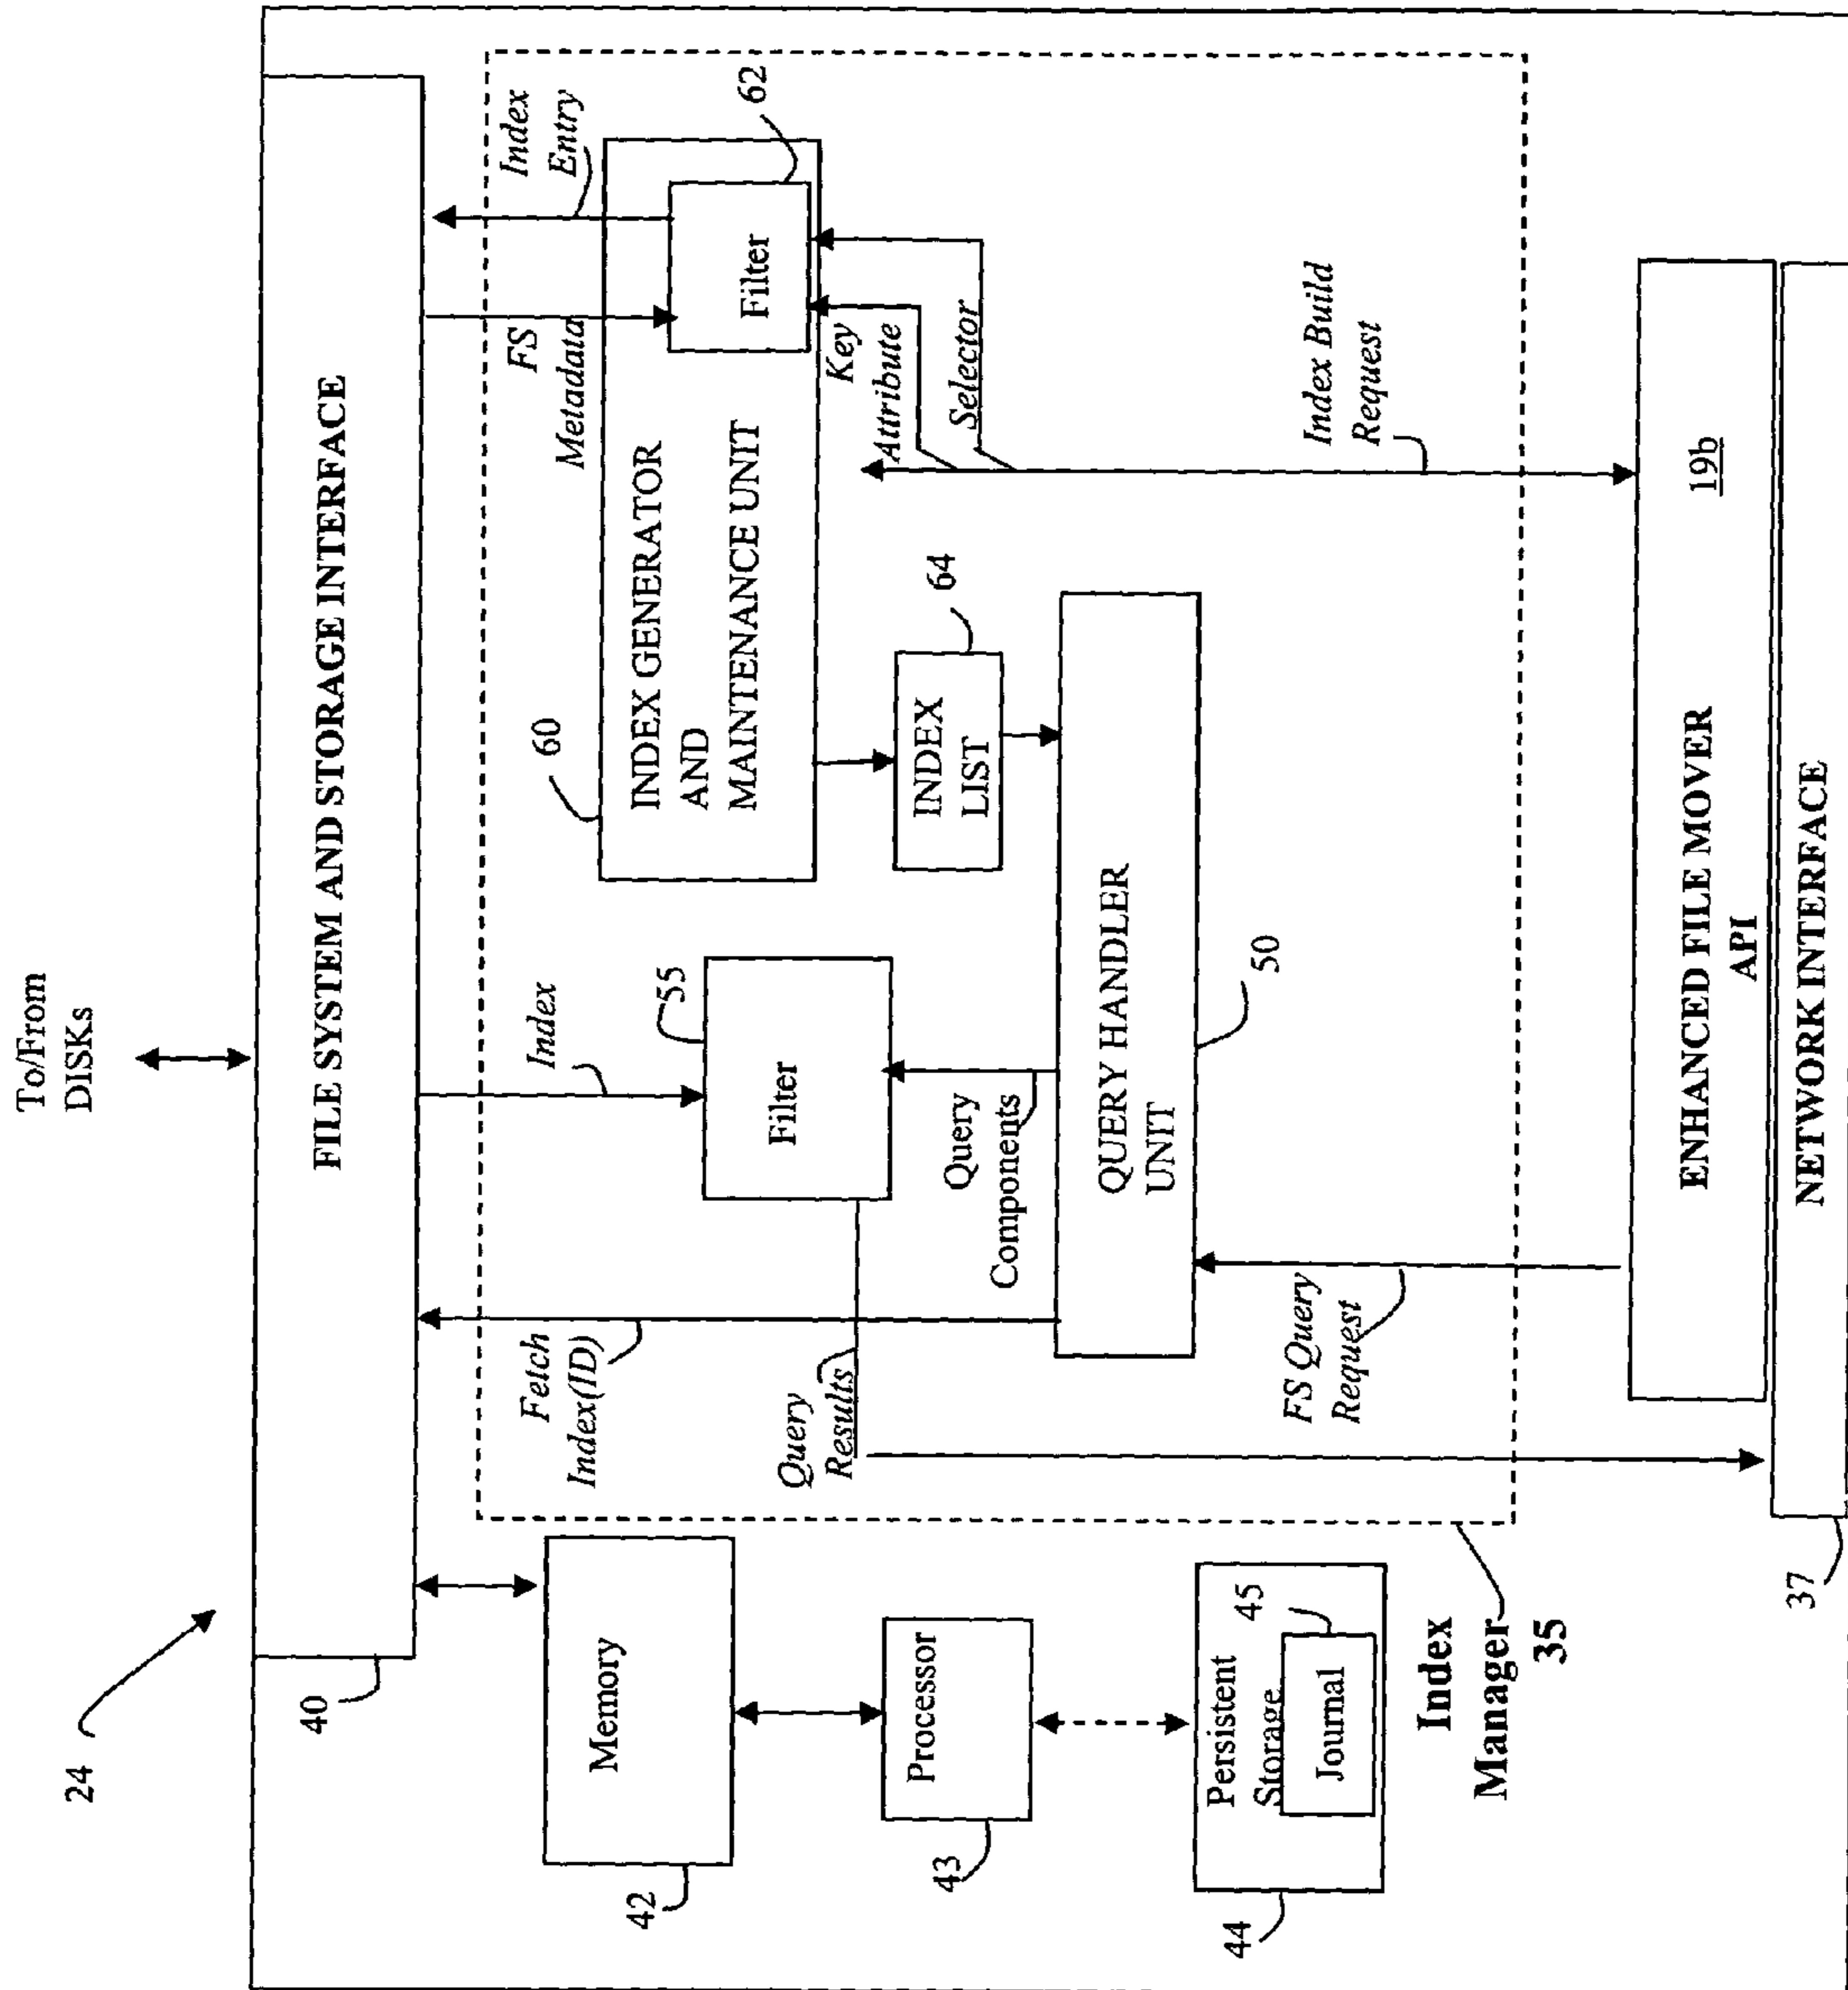 To/From
DISKs
24
FILE SYSTEM AND STORAGE INTERFACE
40
Memory
42
Processor
43
Persistent
Storage
45
Journal
44
Index
Manager
35
Fetch
Index(ID)
Query
Results
Index
55
Filter
Query
Components
QUERY HANDLER
UNIT
50
FS Query
Request
60
INDEX GENERATOR
AND
MAINTENANCE UNIT
FS
Metadata
Index
Entry
62
Filter
Key
Attribute
Selector
64
INDEX
LIST
Index Build
Request
ENHANCED FILE MOVER
API
19b
NETWORK INTERFACE
37